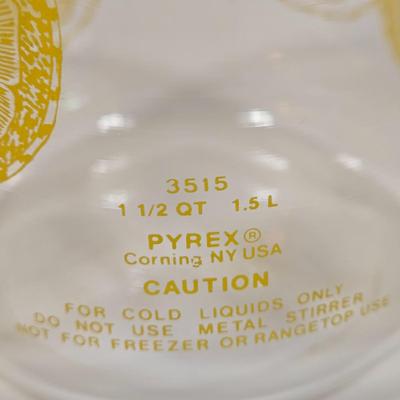 3515
1 1/2 QT 1.5 L
PYREX®
Corning NY USA
CAUTION
FOR COLD LIQUIDS ONLY
DO NOT USE METAL STIRRER
NOT FOR FREEZER OR RANGETOP USE